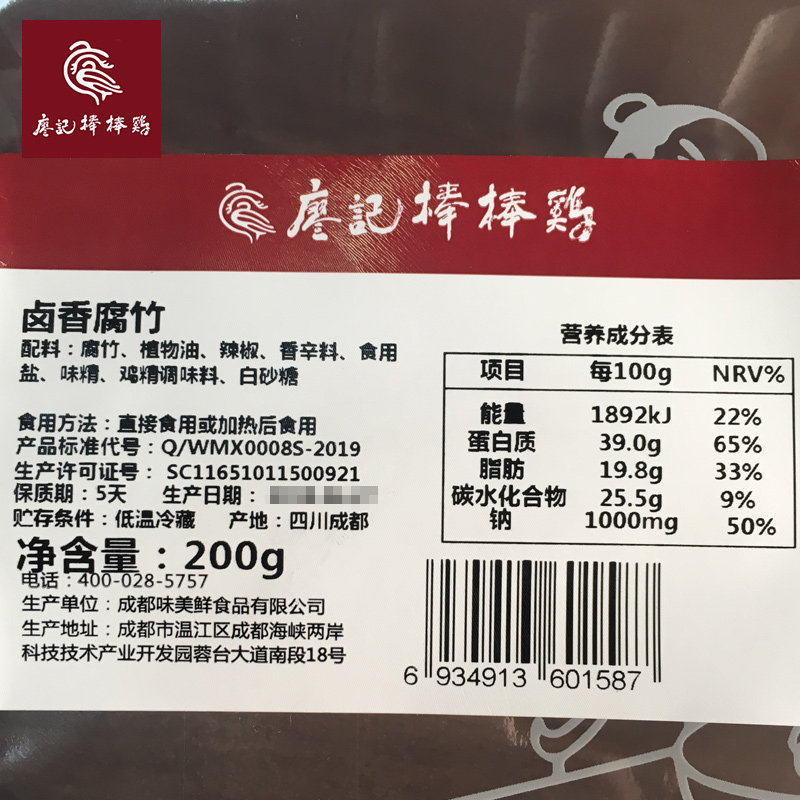 廖記棒棒鷄
廖記棒棒鷄
卤香腐竹
配料：腐竹、植物油、辣椒、香辛料、食用
盐、味精、鸡精调味料、白砂糖
食用方法：直接食用或加热后食用
产品标准代号：Q/WMX0008S-2019
生产许可证号： SC11651011500921
保质期：5天 生产日期：
贮存条件：低温冷藏 产地：四川成都
净含量：200g
电话：400-028-5757
生产单位：成都味美鲜食品有限公司
生产地址：成都市温江区成都海峡两岸
科技技术产业开发园蓉台大道南段18号
营养成分表
项目 每100g NRV%
能量 1892kJ 22%
蛋白质 39.0g 65%
脂肪 19.8g 33%
碳水化合物 25.5g 9%
钠 1000mg 50%
6 934913 601587